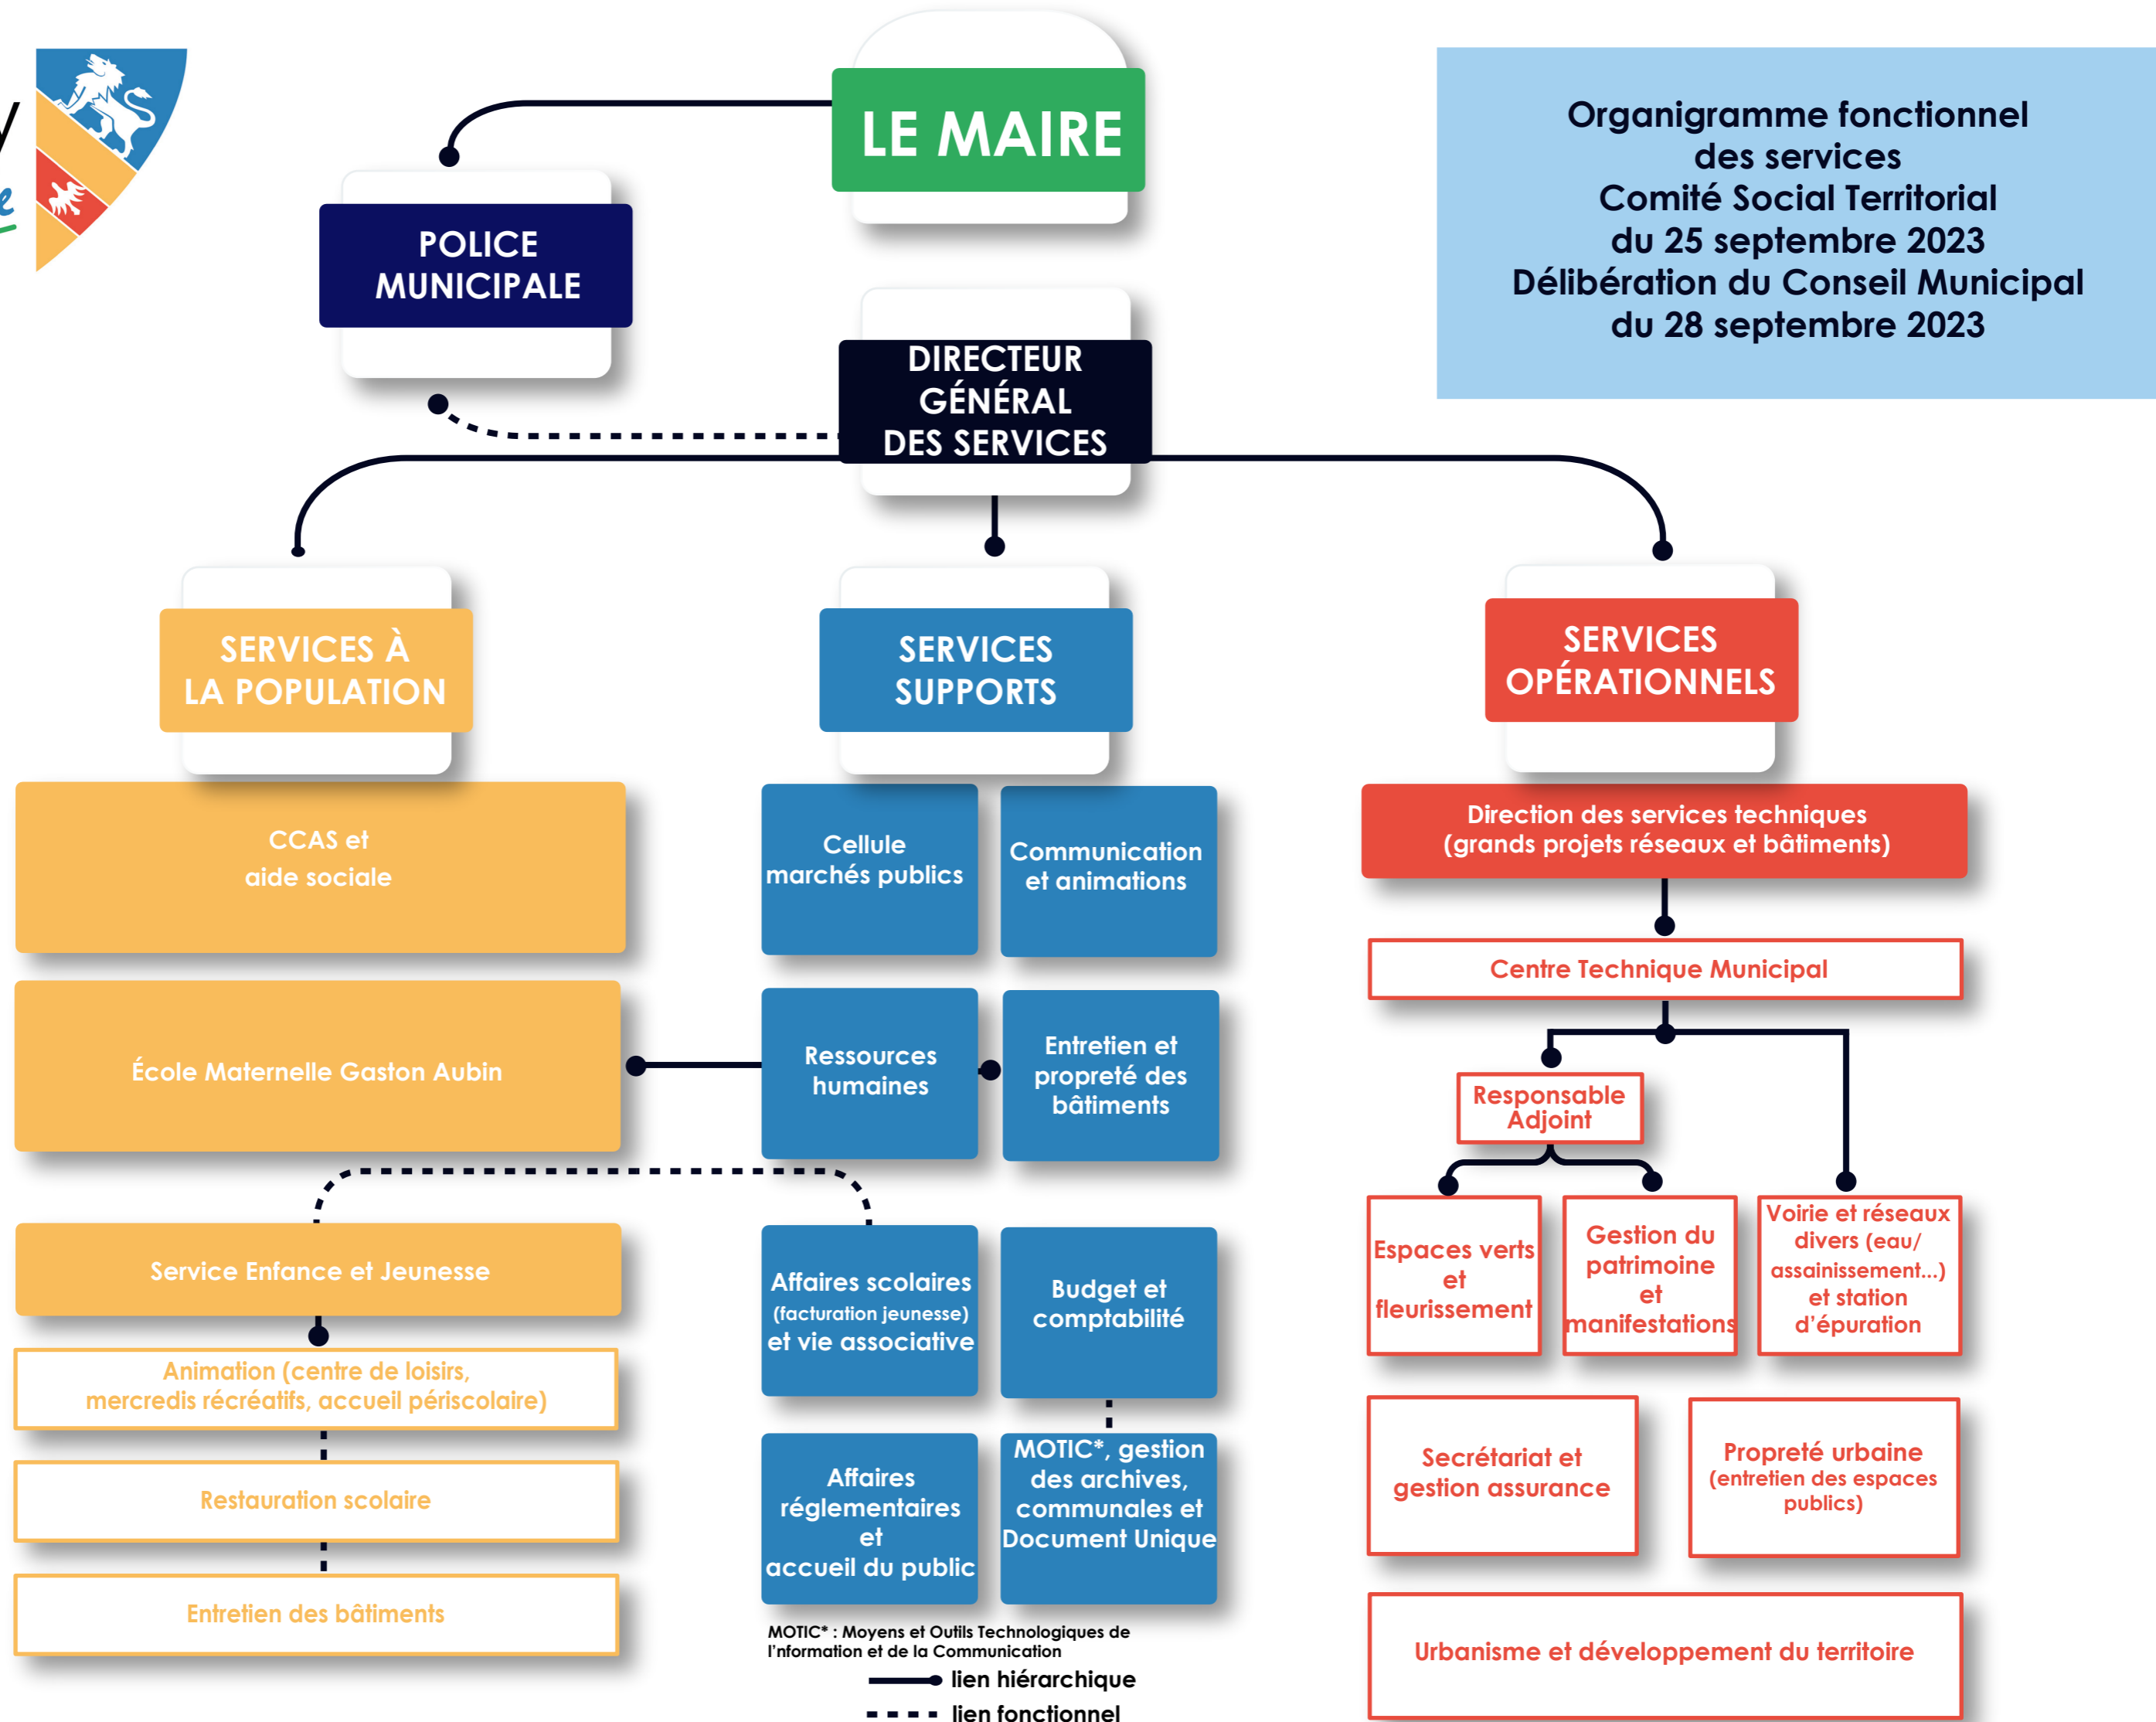 LE MAIRE
Organigramme fonctionnel
des services
Comité Social Territorial
du 25 septembre 2023
Délibération du Conseil Municipal
du 28 septembre 2023
POLICE
MUNICIPALE
DIRECTEUR
GÉNÉRAL
DES SERVICES
SERVICES À
LA POPULATION
CCAS et
aide sociale
École Maternelle Gaston Aubin
Service Enfance et Jeunesse
Animation (centre de loisirs,
mercredis récréatifs, accueil périscolaire)
Restauration scolaire
Entretien des bâtiments
SERVICES
SUPPORTS
Cellule
marchés publics
Communication
et animations
Ressources
humaines
Entretien et
propreté des
bâtiments
Affaires scolaires
(facturation jeunesse)
et vie associative
Budget et
comptabilité
Affaires
réglementaires
et
accueil du public
MOTIC*, gestion
des archives,
communales et
Document Unique
MOTIC* : Moyens et Outils Technologiques de
l'nformation et de la Communication
lien hiérarchique
lien fonctionnel
SERVICES
OPÉRATIONNELS
Direction des services techniques
(grands projets réseaux et bâtiments)
Centre Technique Municipal
Responsable
Adjoint
Espaces verts
et
fleurissement
Gestion du
patrimoine
et
manifestations
Voirie et réseaux
divers (eau/
assainissement...)
et station
d'épuration
Secrétariat et
gestion assurance
Propreté urbaine
(entretien des espaces
publics)
Urbanisme et développement du territoire